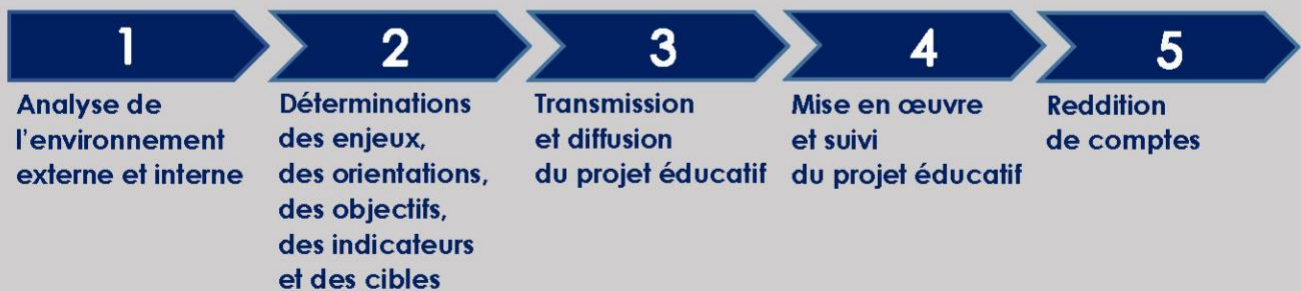 1
Analyse de
l'environnement
externe et interne
2
Déterminations
des enjeux,
des orientations,
des objectifs,
des indicateurs
et des cibles
3
Transmission
et diffusion
du projet éducatif
4
Mise en œuvre
et suivi
du projet éducatif
5
Reddition
de comptes